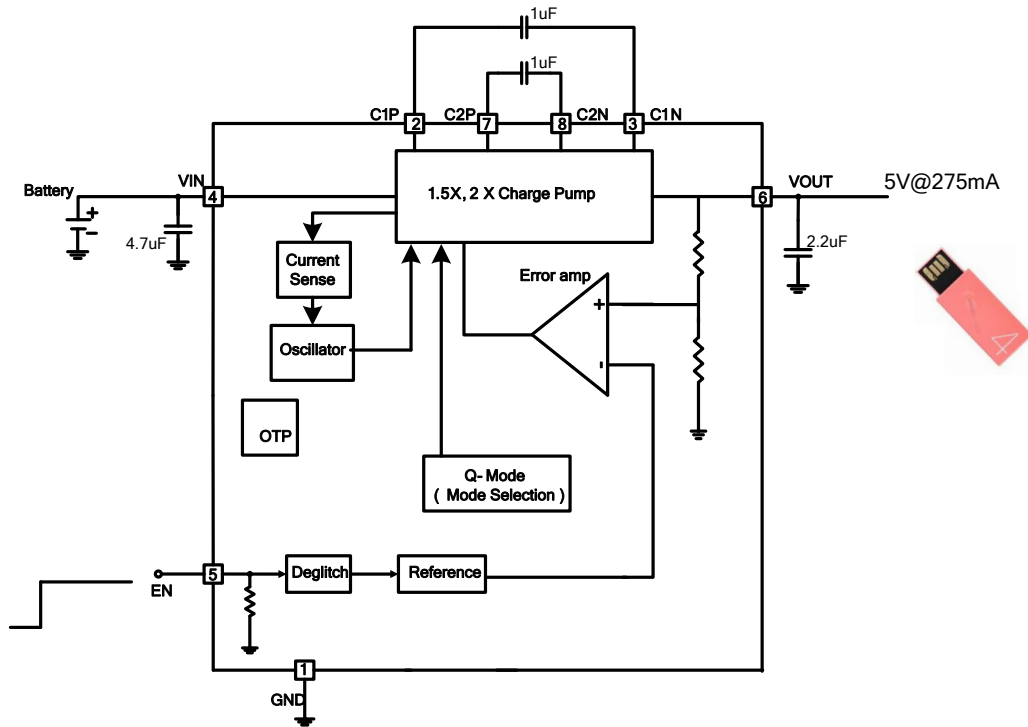 1uF
1uF
C1P
C2P
C2N
C1N
2
7
8
3
Battery
VIN
4
1.5X, 2 X Charge Pump
6
VOUT
5V@275mA
+
-
4.7uF
2.2uF
Current
Sense
Error amp
+
-
Oscillator
4
OTP
Q- Mode
( Mode Selection )
5
EN
Deglitch
Reference
1
GND